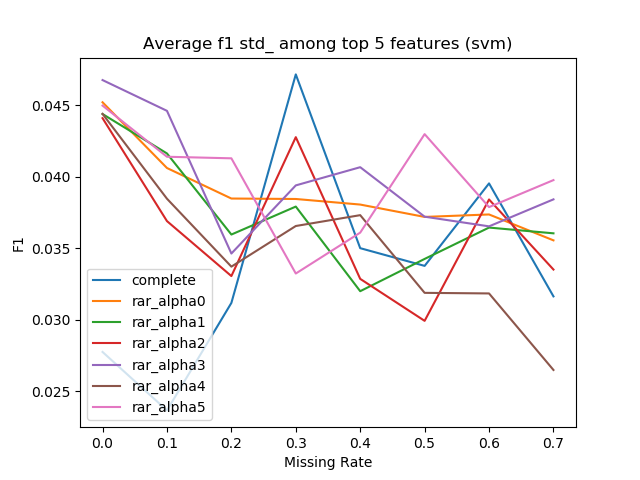 Average f1 std_ among top 5 features (svm)
F1
0.045
0.040
0.035
0.030
0.025
complete
rar_alpha0
rar_alpha1
rar_alpha2
rar_alpha3
rar_alpha4
rar_alpha5
0.0 0.1 0.2 0.3 0.4 0.5 0.6 0.7
Missing Rate